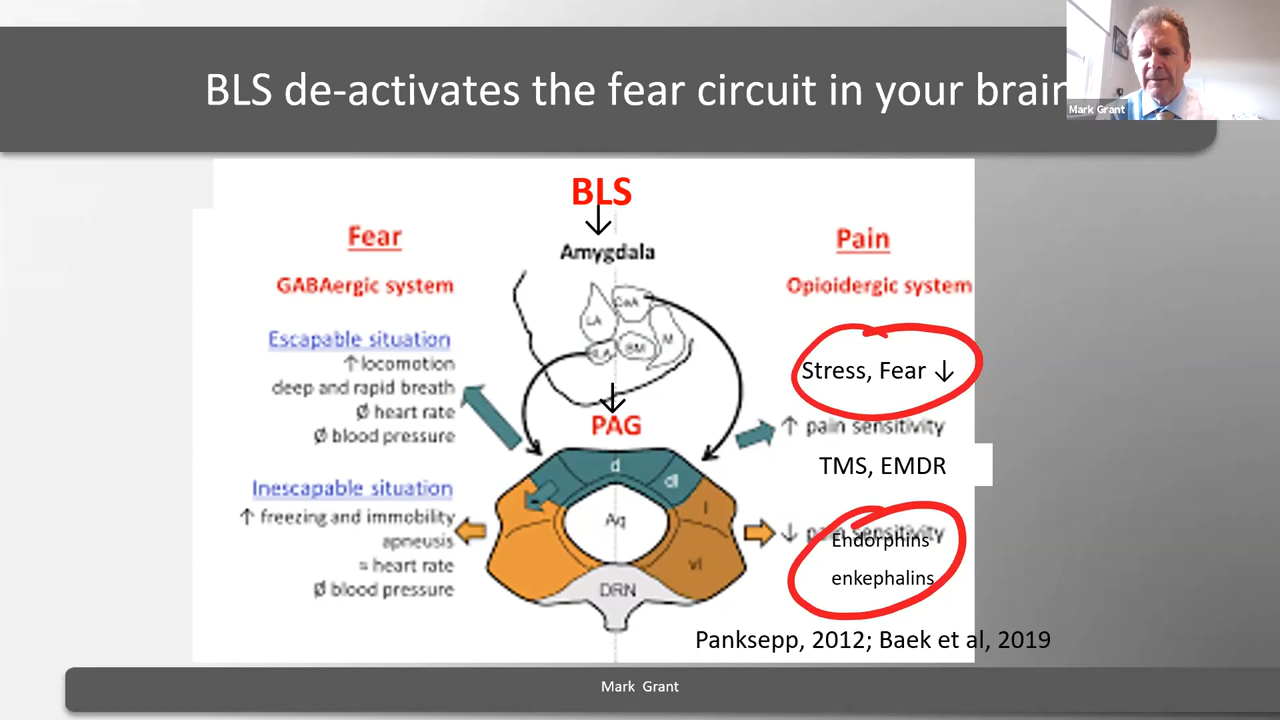 BLS de-activates the fear circuit in your brain
Mark Grant
BLS
Amygdala
Fear
GABAergic system
Escapable situation
↑ locomotion
deep and rapid breath
Ø heart rate
Ø blood pressure
Inescapable situation
↑ freezing and immobility
apneusis
= heart rate
Ø blood pressure
CeA
LA
BM
M
PAG
d
dl
l
vl
Aq
DRN
Pain
Opioidergic system
Stress, Fear ↓
↑ pain sensitivity
TMS, EMDR
↓ pain sensitivity
Endorphins
enkephalins
Panksepp, 2012; Baek et al, 2019
Mark Grant